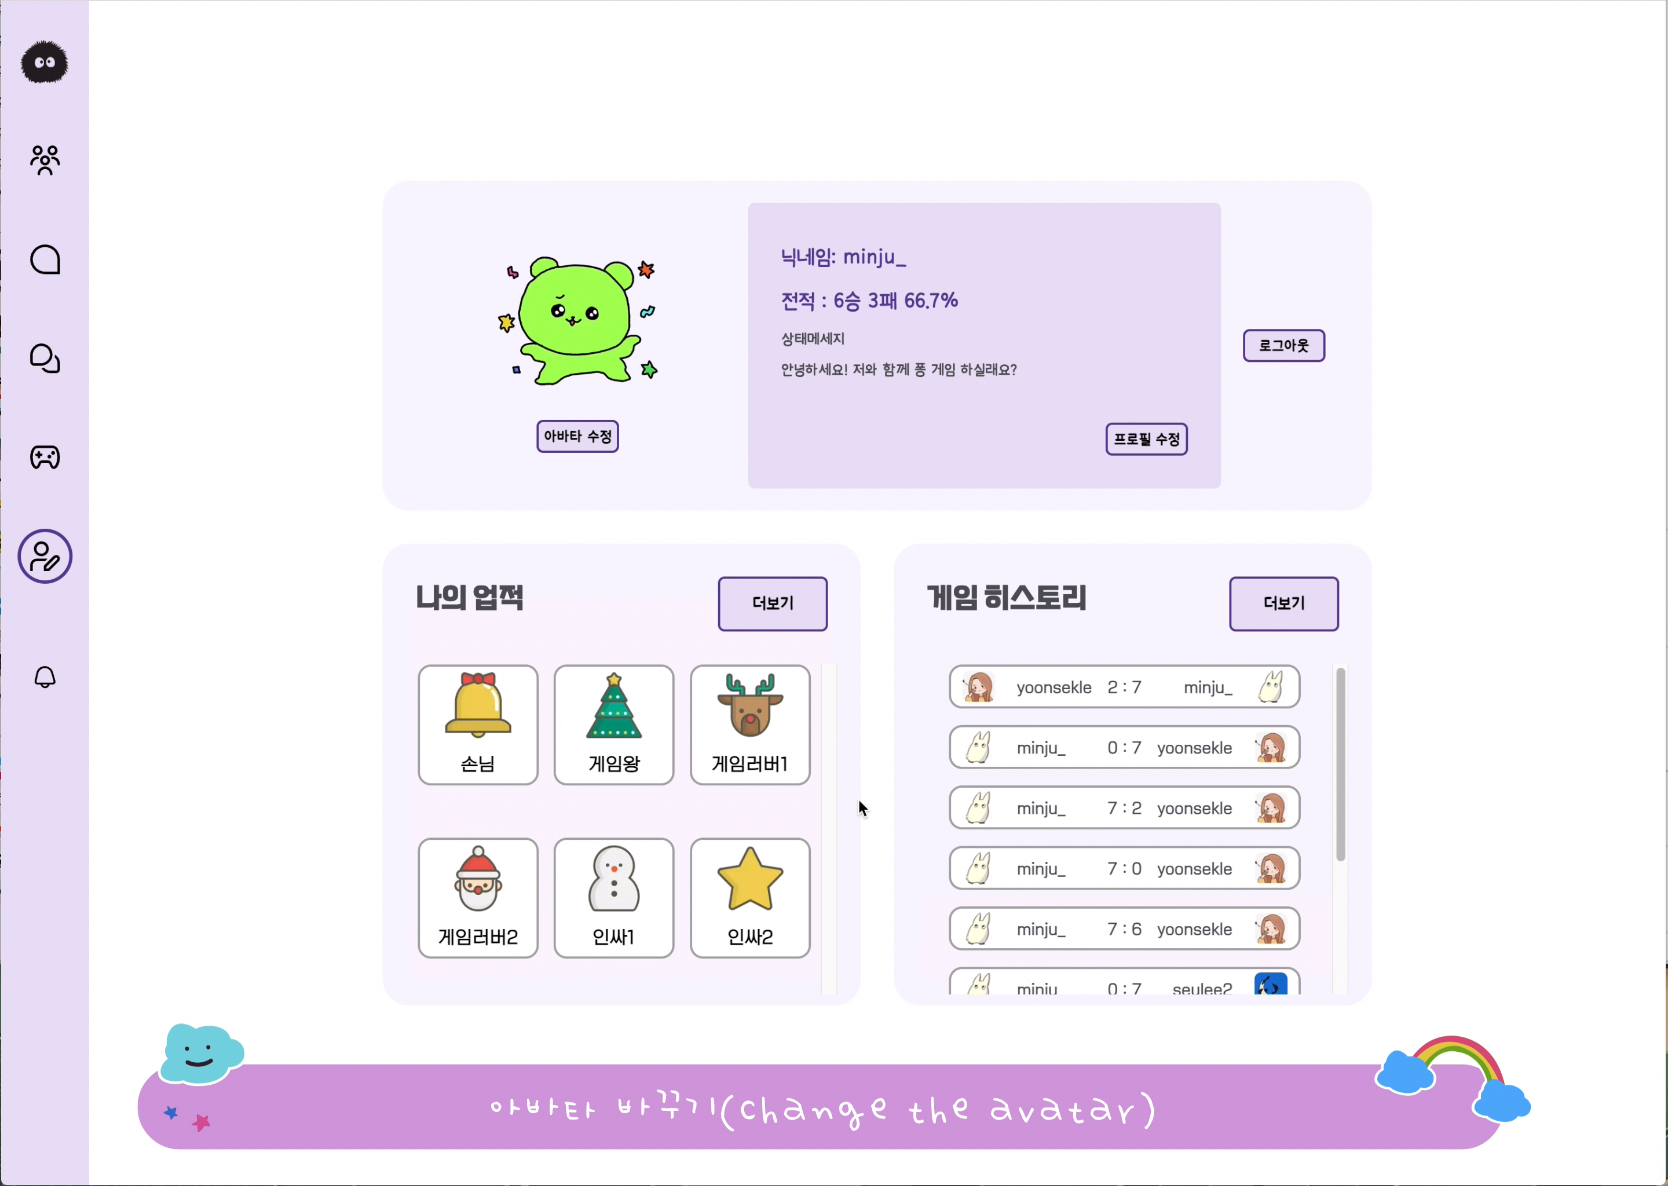 닉네임: minju_
전적 : 6승 3패 66.7%
상태메세지
안녕하세요! 저와 함께 퐁 게임 하실래요?
로그아웃
아바타 수정
프로필 수정
나의 업적
더보기
손님
게임왕
게임러버1
게임러버2
인싸1
인싸2
게임 히스토리
더보기
yoonsekle 2 : 7 minju_
minju_ 0 : 7 yoonsekle
minju_ 7 : 2 yoonsekle
minju_ 7 : 0 yoonsekle
minju_ 7 : 6 yoonsekle
minju_ 0 : 7 seulee2
아바타 바꾸기(change the avatar)